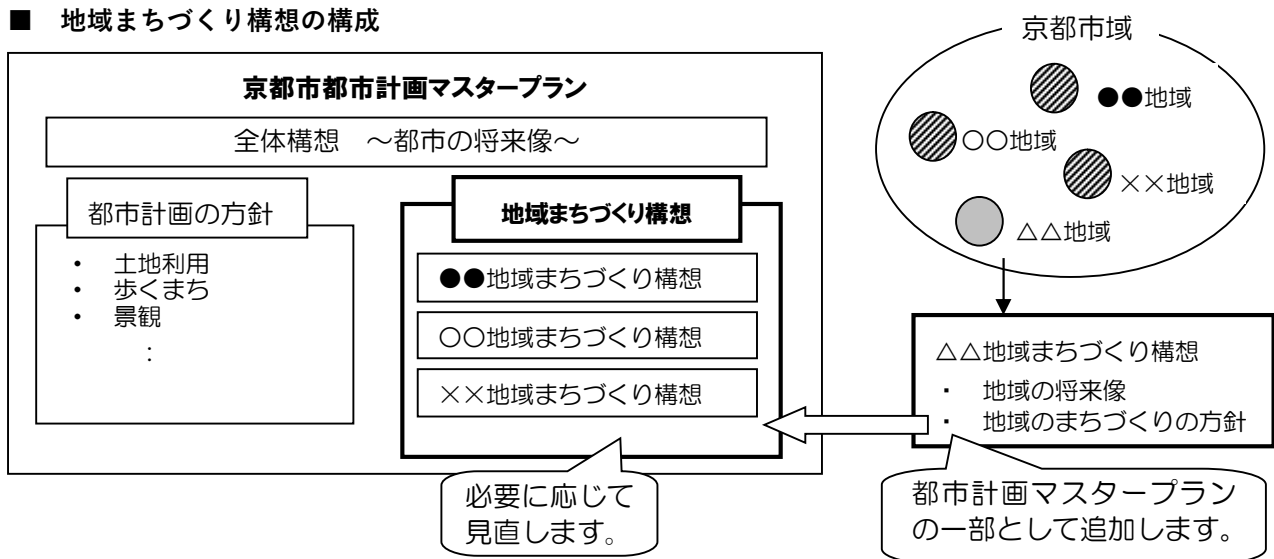 ■　地域まちづくり構想の構成
京都市都市計画マスタープラン
全体構想　～都市の将来像～
都市計画の方針
・　土地利用
・　歩くまち
・　景観
：
地域まちづくり構想
●●地域まちづくり構想
○○地域まちづくり構想
××地域まちづくり構想
必要に応じて
見直します。
京都市域
●●地域
○○地域
××地域
△△地域
△△地域まちづくり構想
・　地域の将来像
・　地域のまちづくりの方針
都市計画マスタープラン
の一部として追加します。